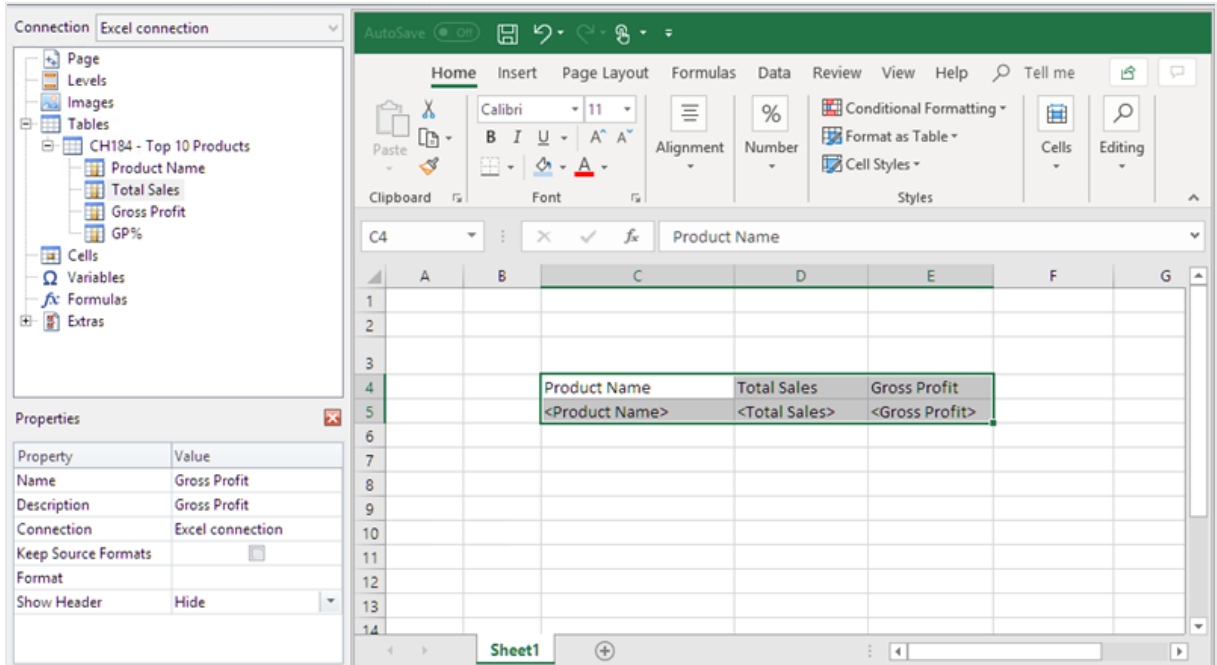 Connection Excel connection
Page
Levels
Images
Tables
CH184 - Top 10 Products
Product Name
Total Sales
Gross Profit
GP%
Cells
Variables
Formulas
Extras
Properties
Property Value
Name Gross Profit
Description Gross Profit
Connection Excel connection
Keep Source Formats
Format
Show Header Hide
AutoSave Off
Home Insert Page Layout Formulas Data Review View Help Tell me
Paste
Clipboard
Calibri 11
B I U A A
A
Font
Alignment
%
Number
Conditional Formatting
Format as Table
Cell Styles
Styles
Cells
Editing
C4 fx Product Name
A B C D E F G
1
2
3
4 Product Name Total Sales Gross Profit
5 <Product Name> <Total Sales> <Gross Profit>
6
7
8
9
10
11
12
13
14
Sheet1